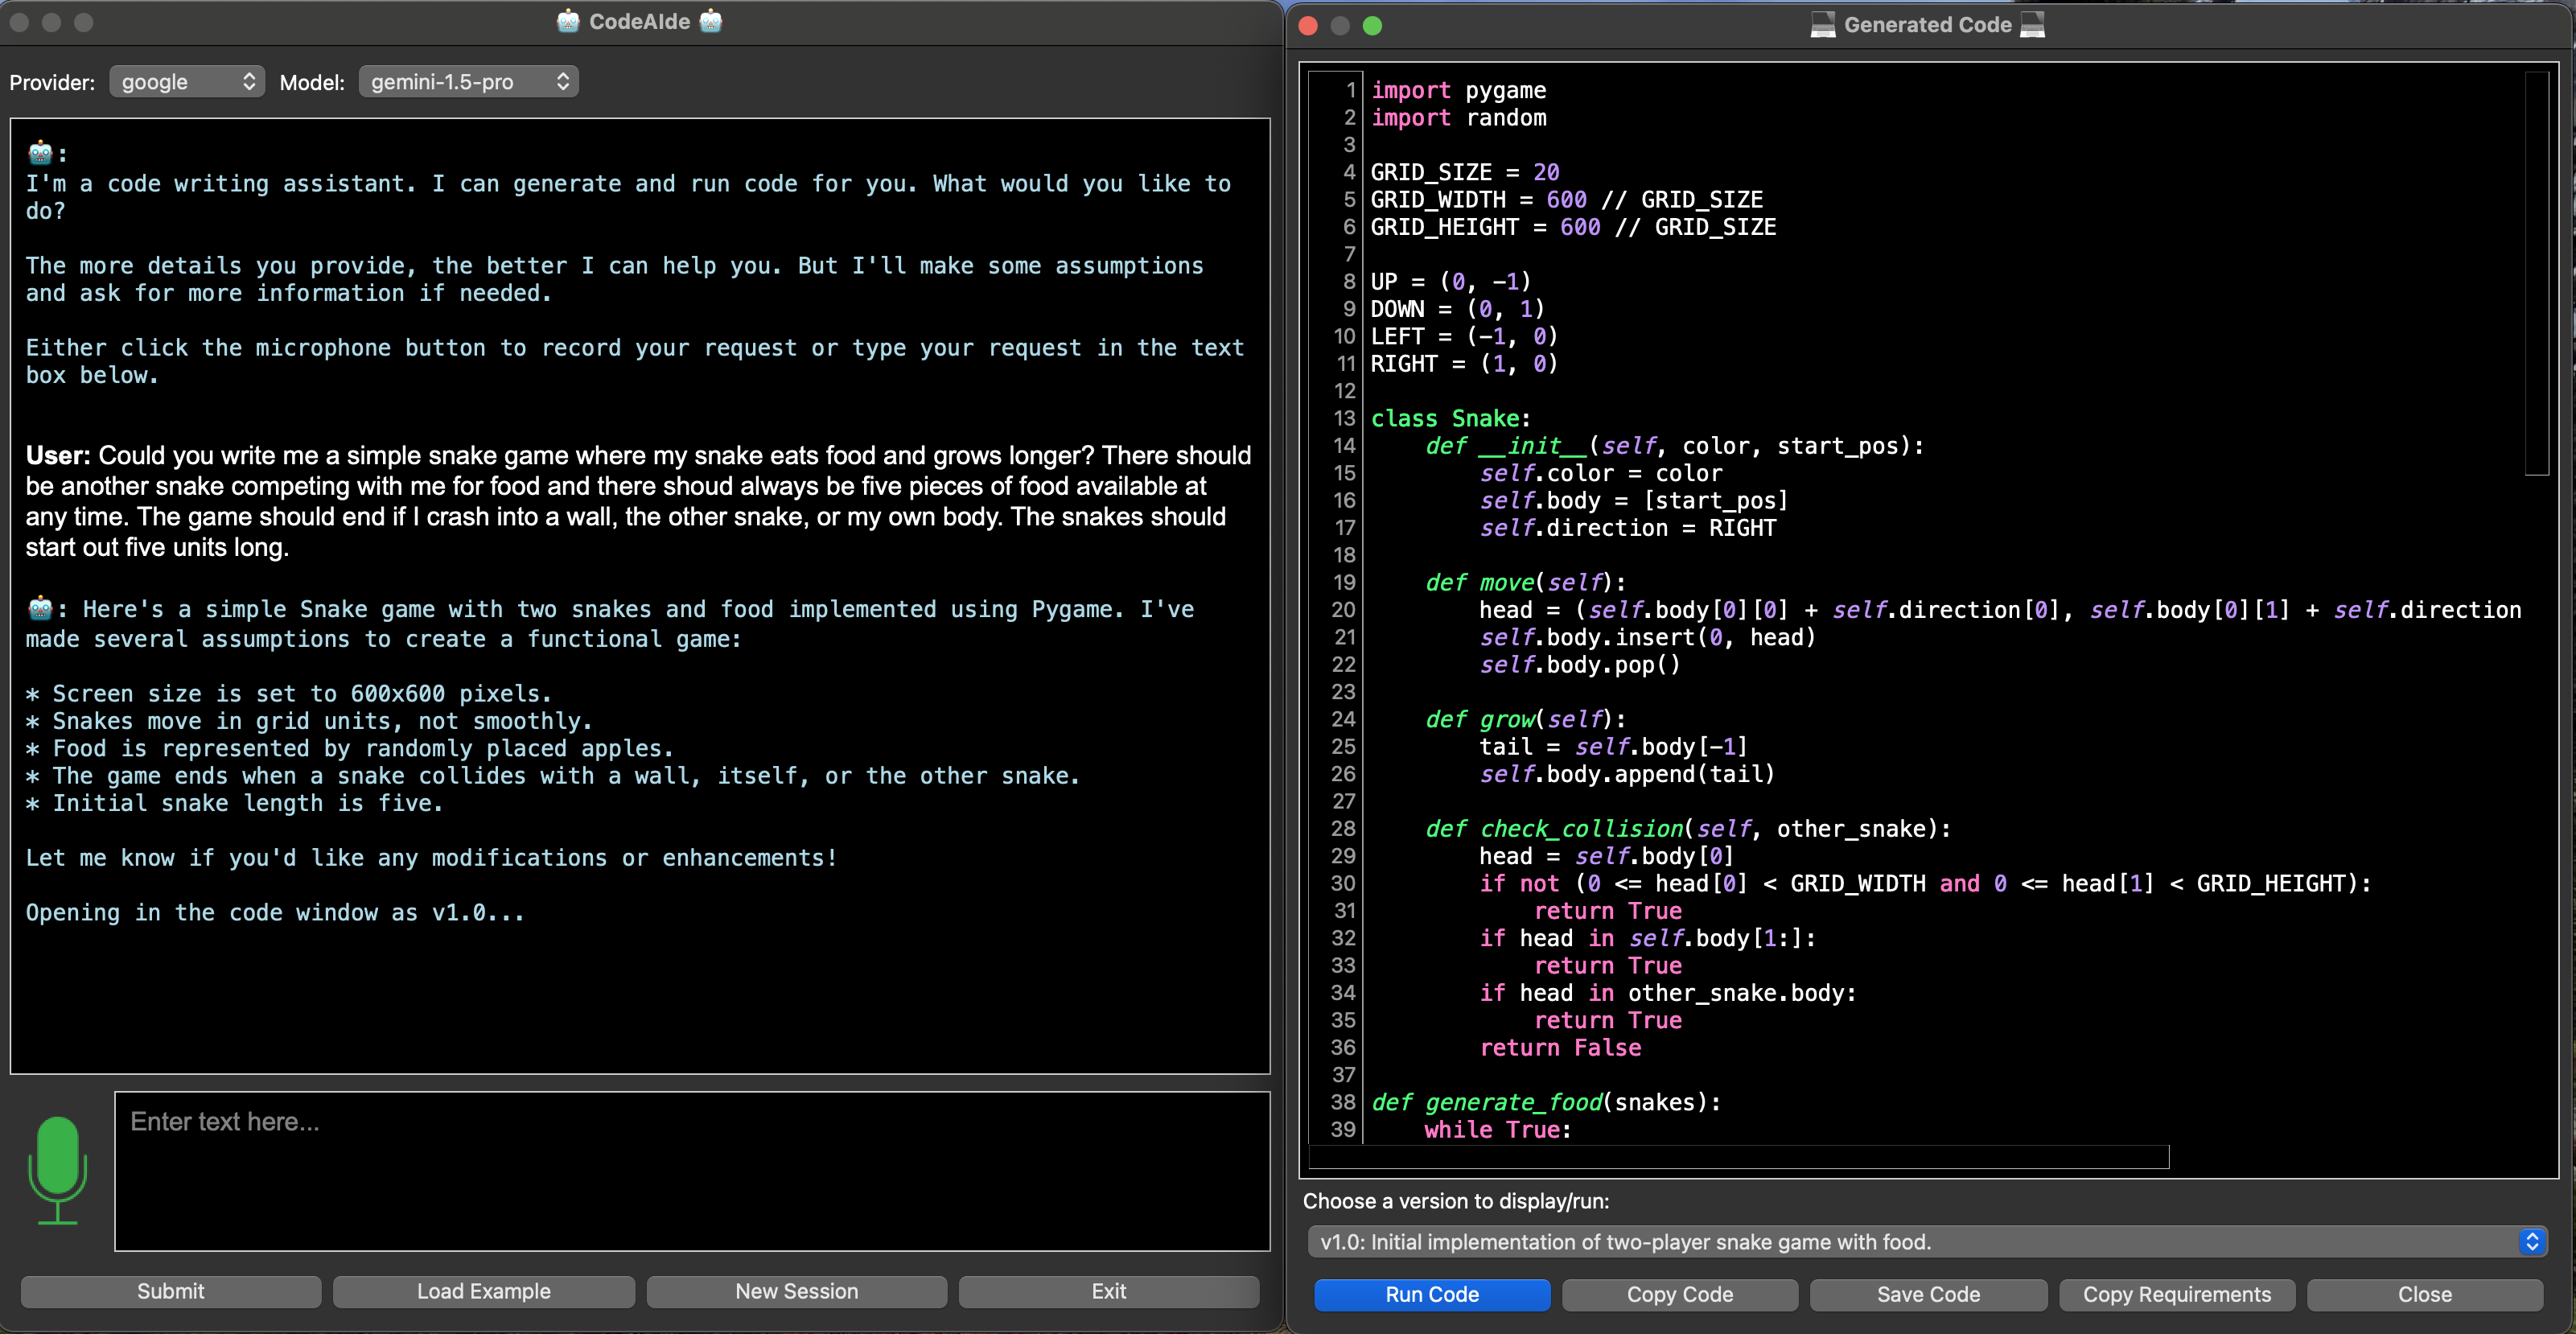 🤖 CodeAIde 🤖
Provider: google Model: gemini-1.5-pro
🤖:
I'm a code writing assistant. I can generate and run code for you. What would you like to
do?
The more details you provide, the better I can help you. But I'll make some assumptions
and ask for more information if needed.
Either click the microphone button to record your request or type your request in the text
box below.
User: Could you write me a simple snake game where my snake eats food and grows longer? There should
be another snake competing with me for food and there shoud always be five pieces of food available at
any time. The game should end if I crash into a wall, the other snake, or my own body. The snakes should
start out five units long.
🤖: Here's a simple Snake game with two snakes and food implemented using Pygame. I've
made several assumptions to create a functional game:
* Screen size is set to 600x600 pixels.
* Snakes move in grid units, not smoothly.
* Food is represented by randomly placed apples.
* The game ends when a snake collides with a wall, itself, or the other snake.
* Initial snake length is five.
Let me know if you'd like any modifications or enhancements!
Opening in the code window as v1.0...
Enter text here...
Submit Load Example New Session Exit
💻 Generated Code 💻
1 import pygame
2 import random
3
4 GRID_SIZE = 20
5 GRID_WIDTH = 600 // GRID_SIZE
6 GRID_HEIGHT = 600 // GRID_SIZE
7
8 UP = (0, -1)
9 DOWN = (0, 1)
10 LEFT = (-1, 0)
11 RIGHT = (1, 0)
12
13 class Snake:
14     def __init__(self, color, start_pos):
15         self.color = color
16         self.body = [start_pos]
17         self.direction = RIGHT
18
19     def move(self):
20         head = (self.body[0][0] + self.direction[0], self.body[0][1] + self.direction
21         self.body.insert(0, head)
22         self.body.pop()
23
24     def grow(self):
25         tail = self.body[-1]
26         self.body.append(tail)
27
28     def check_collision(self, other_snake):
29         head = self.body[0]
30         if not (0 <= head[0] < GRID_WIDTH and 0 <= head[1] < GRID_HEIGHT):
31             return True
32         if head in self.body[1:]:
33             return True
34         if head in other_snake.body:
35             return True
36         return False
37
38 def generate_food(snakes):
39     while True:
Choose a version to display/run:
v1.0: Initial implementation of two-player snake game with food.
Run Code Copy Code Save Code Copy Requirements Close